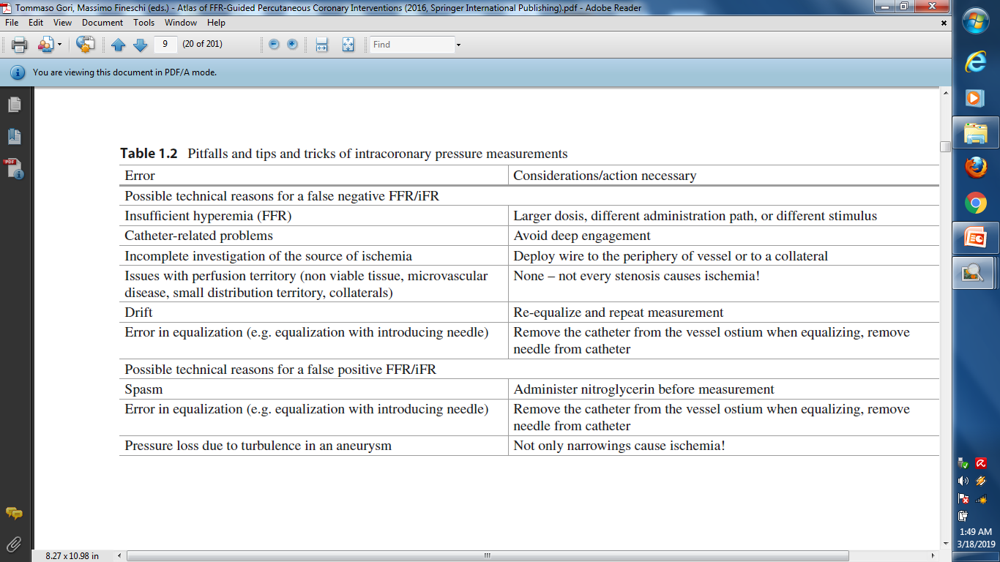 Tommaso Gori, Massimo Fineschi (eds.) - Atlas of FFR-Guided Percutaneous Coronary Interventions (2016, Springer International Publishing).pdf - Adobe Reader
File Edit View Document Tools Window Help
9 (20 of 201) Find
You are viewing this document in PDF/A mode.
Table 1.2 Pitfalls and tips and tricks of intracoronary pressure measurements
Error Considerations/action necessary
Possible technical reasons for a false negative FFR/iFR
Insufficient hyperemia (FFR) Larger dosis, different administration path, or different stimulus
Catheter-related problems Avoid deep engagement
Incomplete investigation of the source of ischemia Deploy wire to the periphery of vessel or to a collateral
Issues with perfusion territory (non viable tissue, microvascular None – not every stenosis causes ischemia!
disease, small distribution territory, collaterals)
Drift Re-equalize and repeat measurement
Error in equalization (e.g. equalization with introducing needle) Remove the catheter from the vessel ostium when equalizing, remove
needle from catheter
Possible technical reasons for a false positive FFR/iFR
Spasm Administer nitroglycerin before measurement
Error in equalization (e.g. equalization with introducing needle) Remove the catheter from the vessel ostium when equalizing, remove
needle from catheter
Pressure loss due to turbulence in an aneurysm Not only narrowings cause ischemia!
8.27 x 10.98 in
1:49 AM
3/18/2019